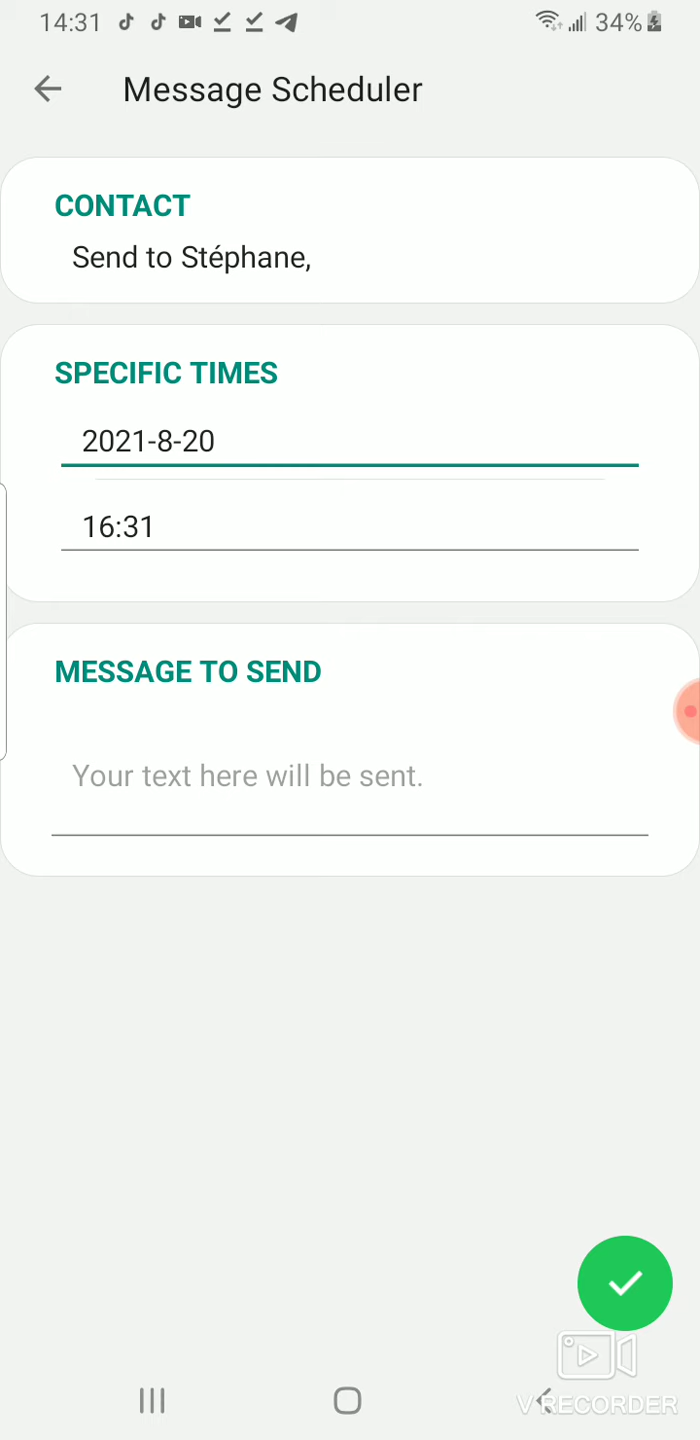 14:31
34%
Message Scheduler
CONTACT
Send to Stéphane,
SPECIFIC TIMES
2021-8-20
16:31
MESSAGE TO SEND
Your text here will be sent.
V RECORDER